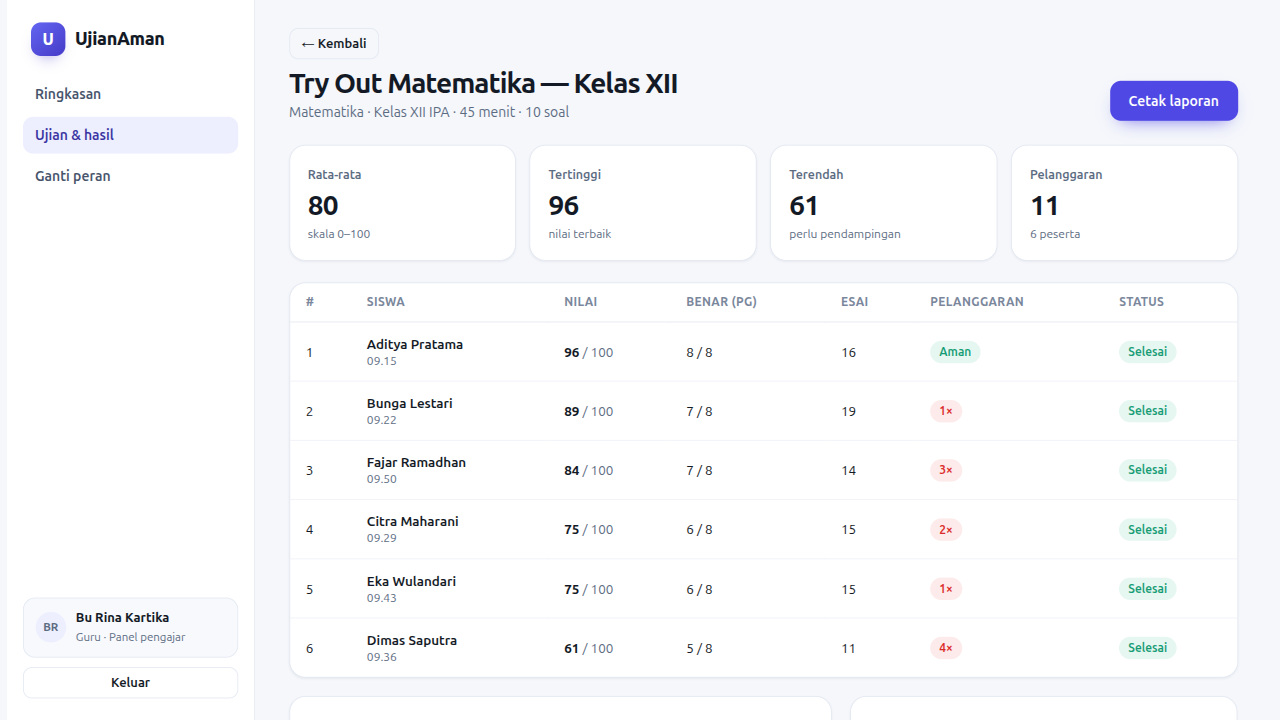 U UjianAman
Ringkasan
Ujian & hasil
Ganti peran
BR Bu Rina Kartika
Guru · Panel pengajar
Keluar
← Kembali
Try Out Matematika — Kelas XII
Matematika · Kelas XII IPA · 45 menit · 10 soal
Cetak laporan
Rata-rata
80
skala 0–100
Tertinggi
96
nilai terbaik
Terendah
61
perlu pendampingan
Pelanggaran
11
6 peserta
# SISWA NILAI BENAR (PG) ESAI PELANGGARAN STATUS
1 Aditya Pratama 96 / 100 8 / 8 16 Aman Selesai
09.15
2 Bunga Lestari 89 / 100 7 / 8 19 1× Selesai
09.22
3 Fajar Ramadhan 84 / 100 7 / 8 14 3× Selesai
09.50
4 Citra Maharani 75 / 100 6 / 8 15 2× Selesai
09.29
5 Eka Wulandari 75 / 100 6 / 8 15 1× Selesai
09.43
6 Dimas Saputra 61 / 100 5 / 8 11 4× Selesai
09.36